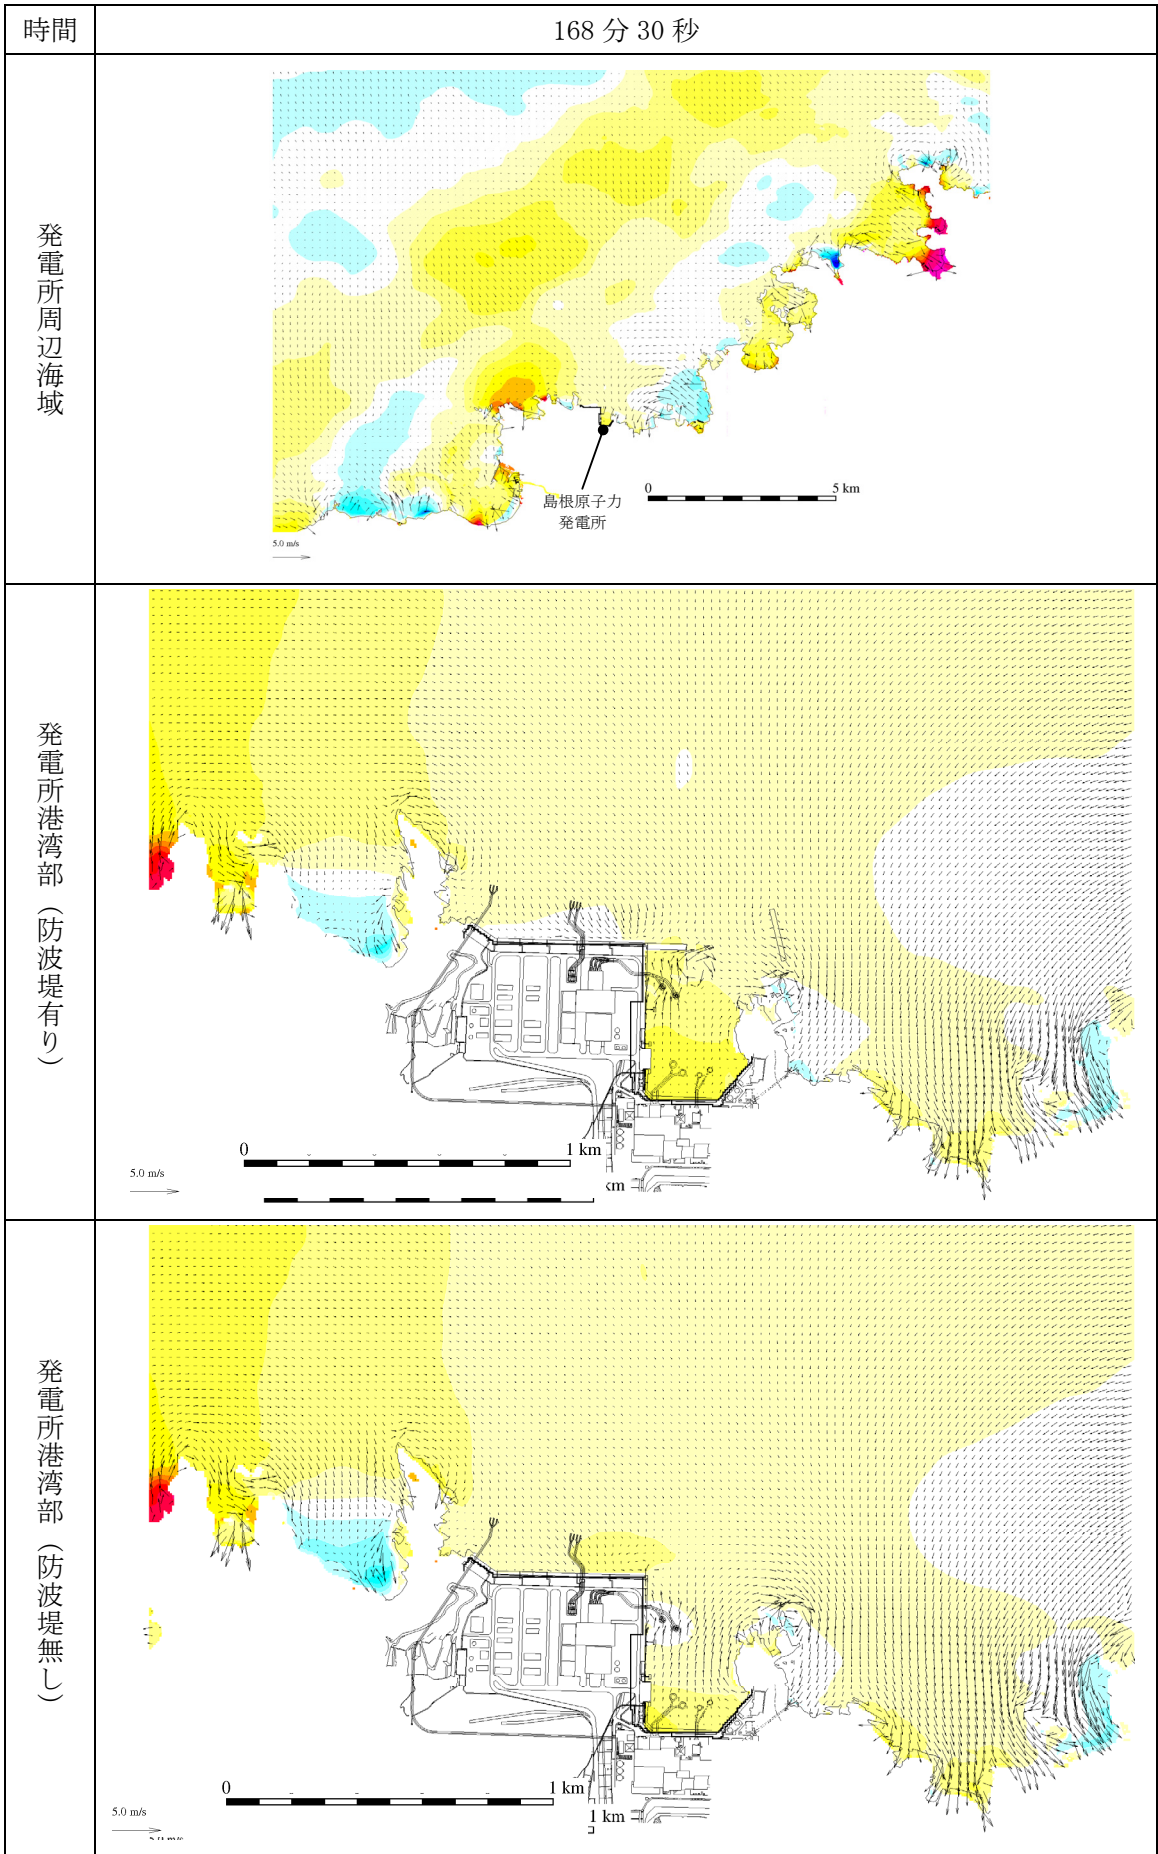 時間
168 分 30 秒
発電所周辺海域
島根原子力
発電所
0
5 km
5.0 m/s
発電所港湾部（防波堤有り）
0
1 km
5.0 m/s
km
発電所港湾部（防波堤無し）
0
1 km
5.0 m/s
1 km